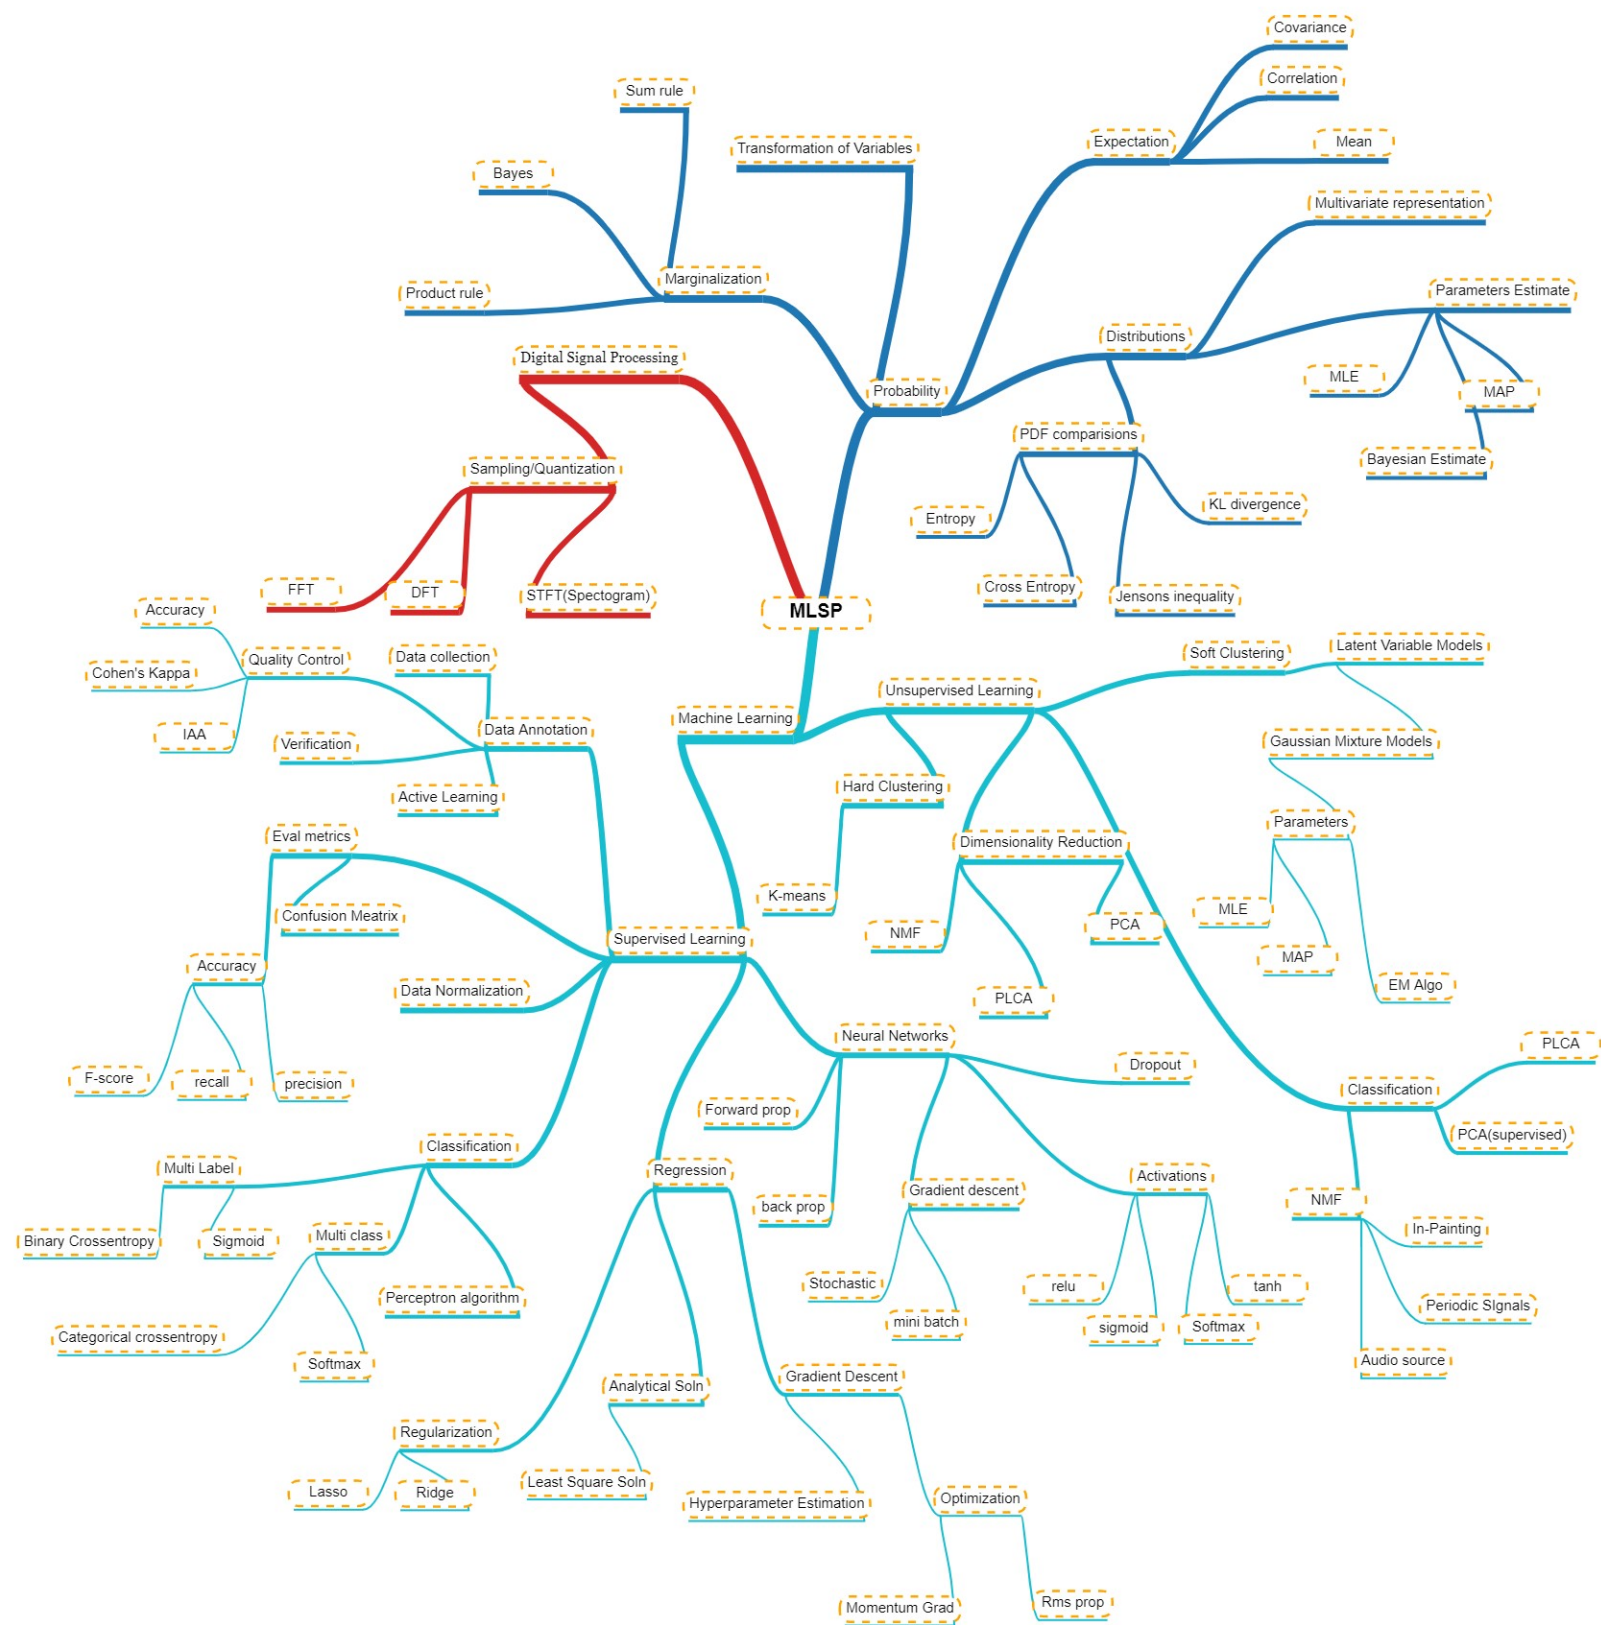 Covariance
Correlation
Sum rule
Expectation
Mean
Transformation of Variables
Bayes
Multivariate representation
Marginalization
Product rule
Parameters Estimate
Distributions
Digital Signal Processing
MLE
Probability
MAP
PDF comparisions
Bayesian Estimate
Sampling/Quantization
KL divergence
Entropy
FFT
DFT
STFT(Spectogram)
Cross Entropy
Jensons inequality
MLSP
Accuracy
Quality Control
Data collection
Cohen's Kappa
Soft Clustering
Latent Variable Models
Unsupervised Learning
Machine Learning
IAA
Verification
Data Annotation
Gaussian Mixture Models
Active Learning
Hard Clustering
Eval metrics
Dimensionality Reduction
Parameters
K-means
Confusion Meatrix
NMF
PCA
MLE
Supervised Learning
MAP
Accuracy
Data Normalization
PLCA
EM Algo
Neural Networks
PLCA
Dropout
F-score
recall
precision
Classification
Forward prop
PCA(supervised)
Classification
Multi Label
Regression
Activations
Gradient descent
NMF
back prop
Binary Crossentropy
Sigmoid
Multi class
In-Painting
Stochastic
relu
tanh
Perceptron algorithm
Periodic SIgnals
mini batch
sigmoid
Softmax
Categorical crossentropy
Softmax
Audio source
Analytical Soln
Gradient Descent
Regularization
Lasso
Ridge
Least Square Soln
Hyperparameter Estimation
Optimization
Momentum Grad
Rms prop